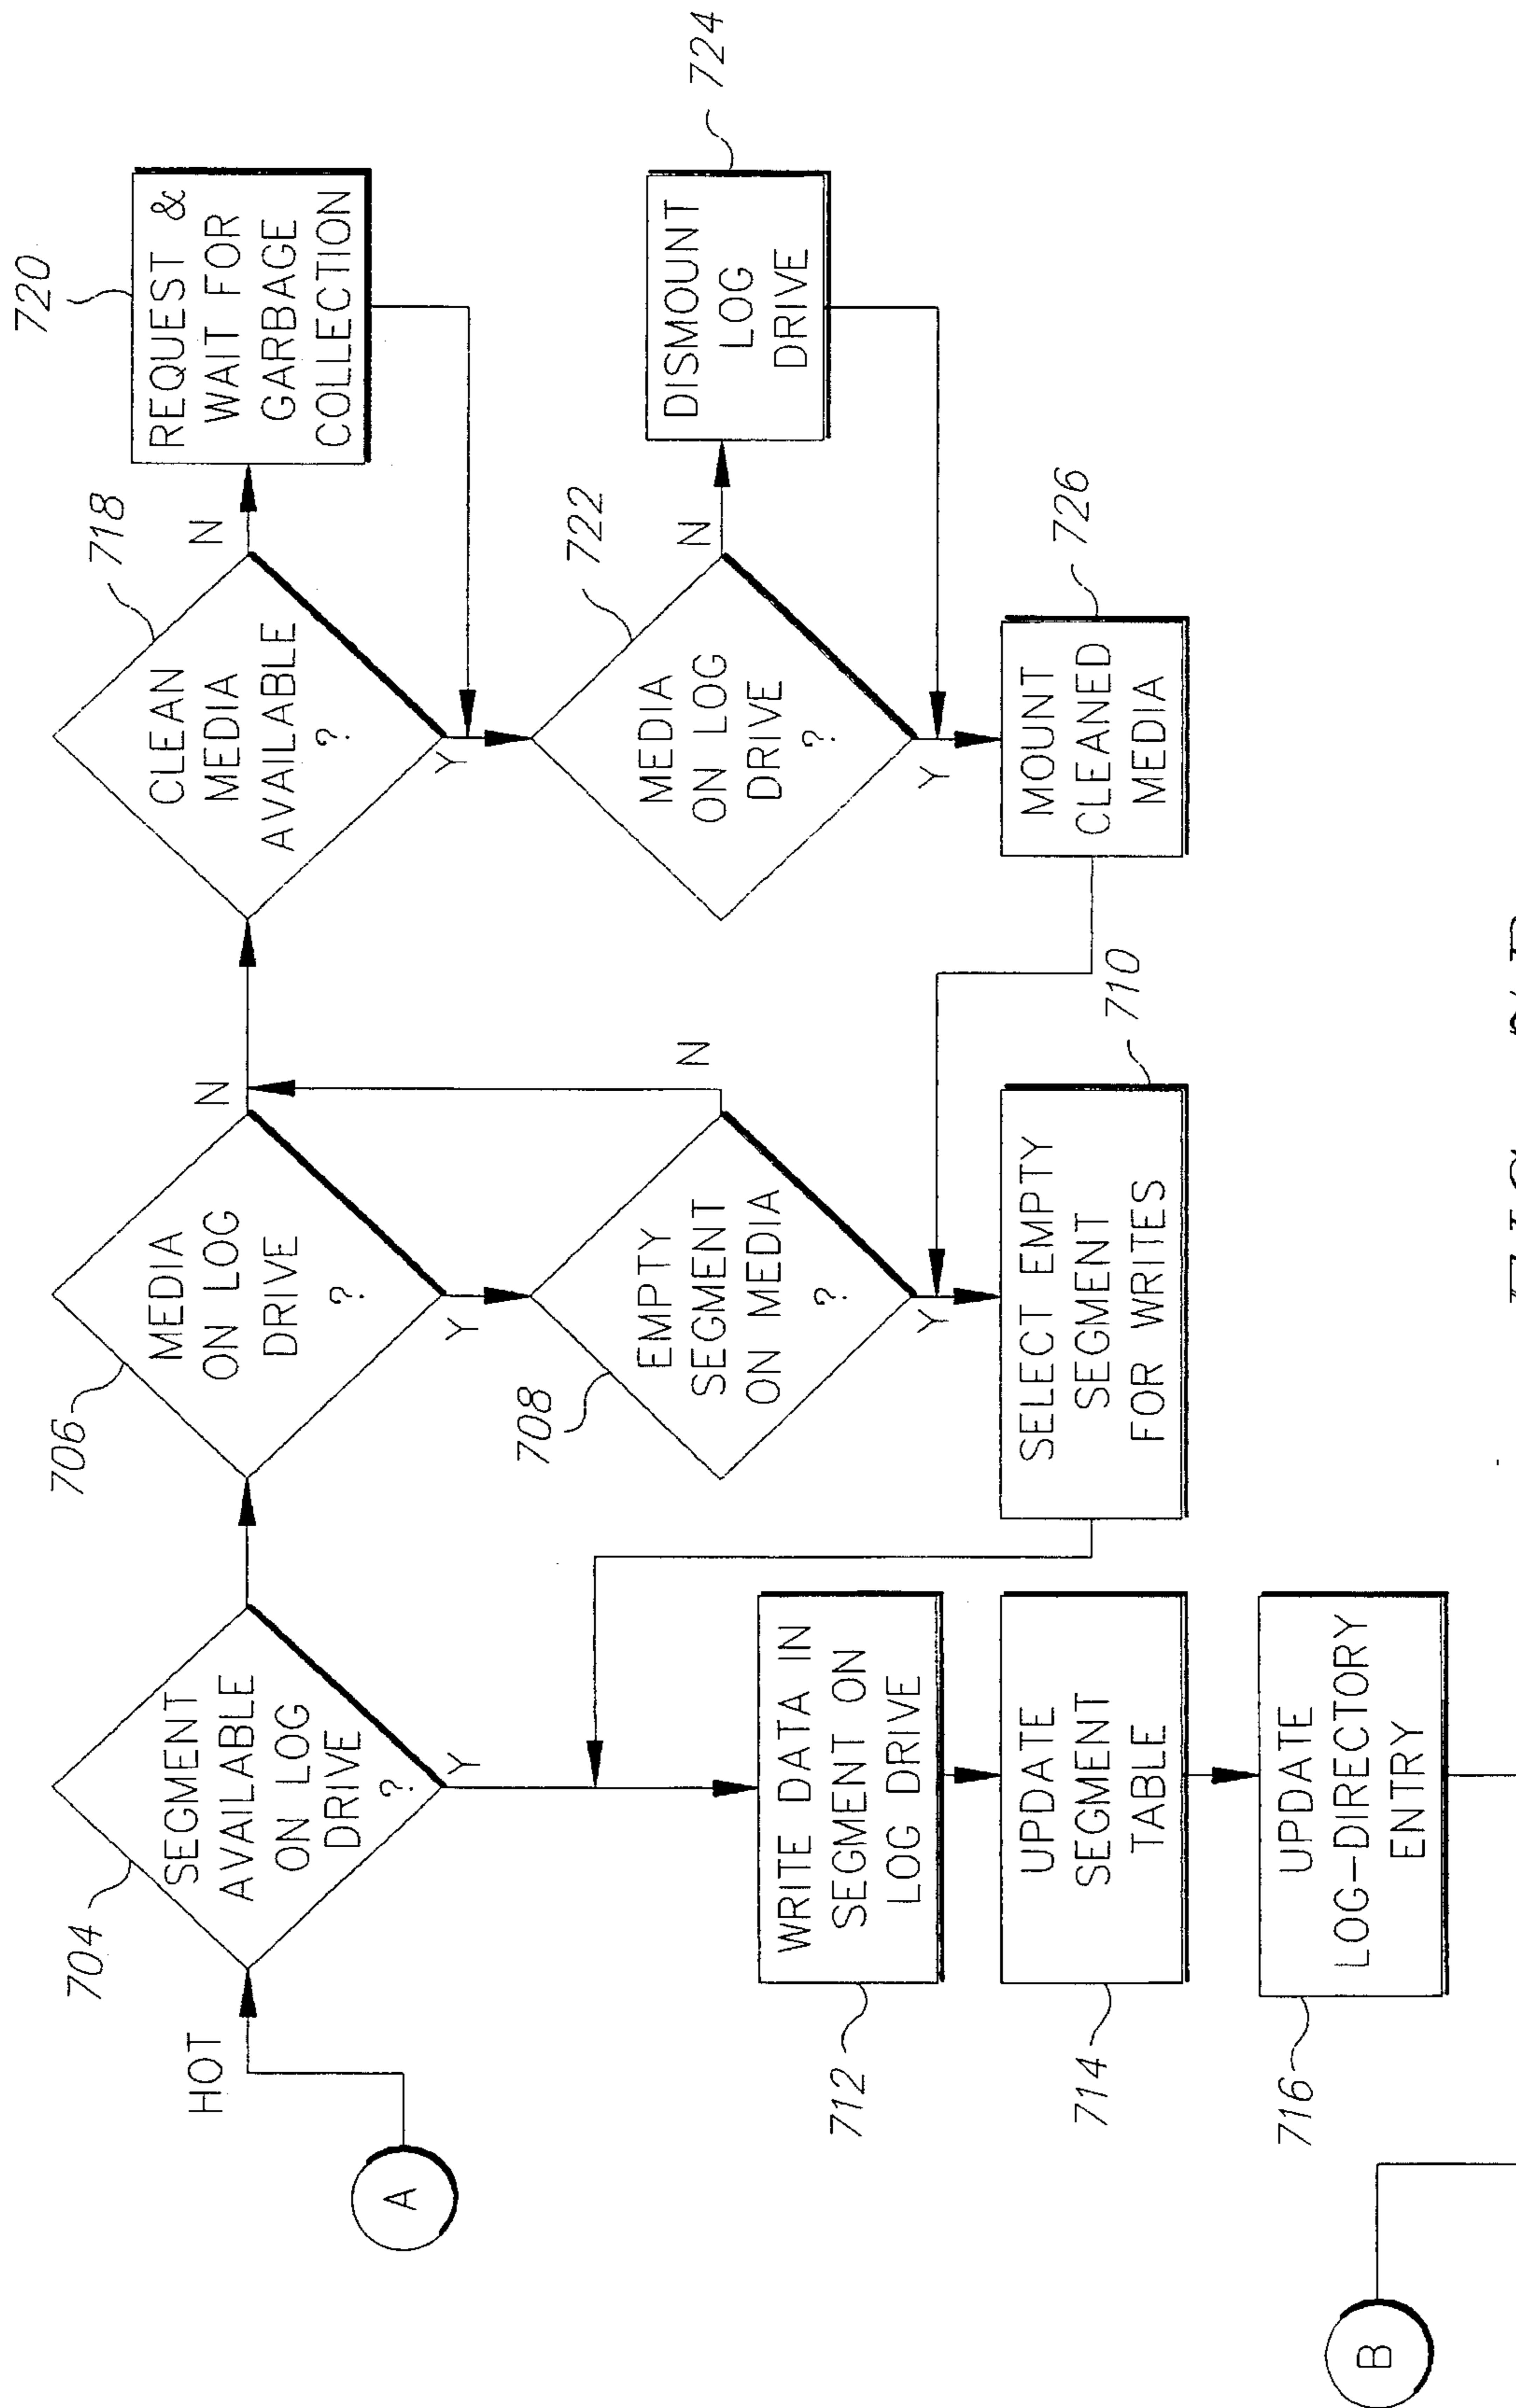 A
HOT
704
SEGMENT
AVAILABLE
ON LOG
DRIVE
?
Y
706
MEDIA
ON LOG
DRIVE
?
N
Y
708
EMPTY
SEGMENT
ON MEDIA
?
N
Y
SELECT EMPTY
SEGMENT
FOR WRITES
710
718
CLEAN
MEDIA
AVAILABLE
?
N
Y
720
REQUEST &
WAIT FOR
GARBAGE
COLLECTION
722
MEDIA
ON LOG
DRIVE
?
N
Y
724
DISMOUNT
LOG
DRIVE
726
MOUNT
CLEANED
MEDIA
712
WRITE DATA IN
SEGMENT ON
LOG DRIVE
714
UPDATE
SEGMENT
TABLE
716
UPDATE
LOG-DIRECTORY
ENTRY
B